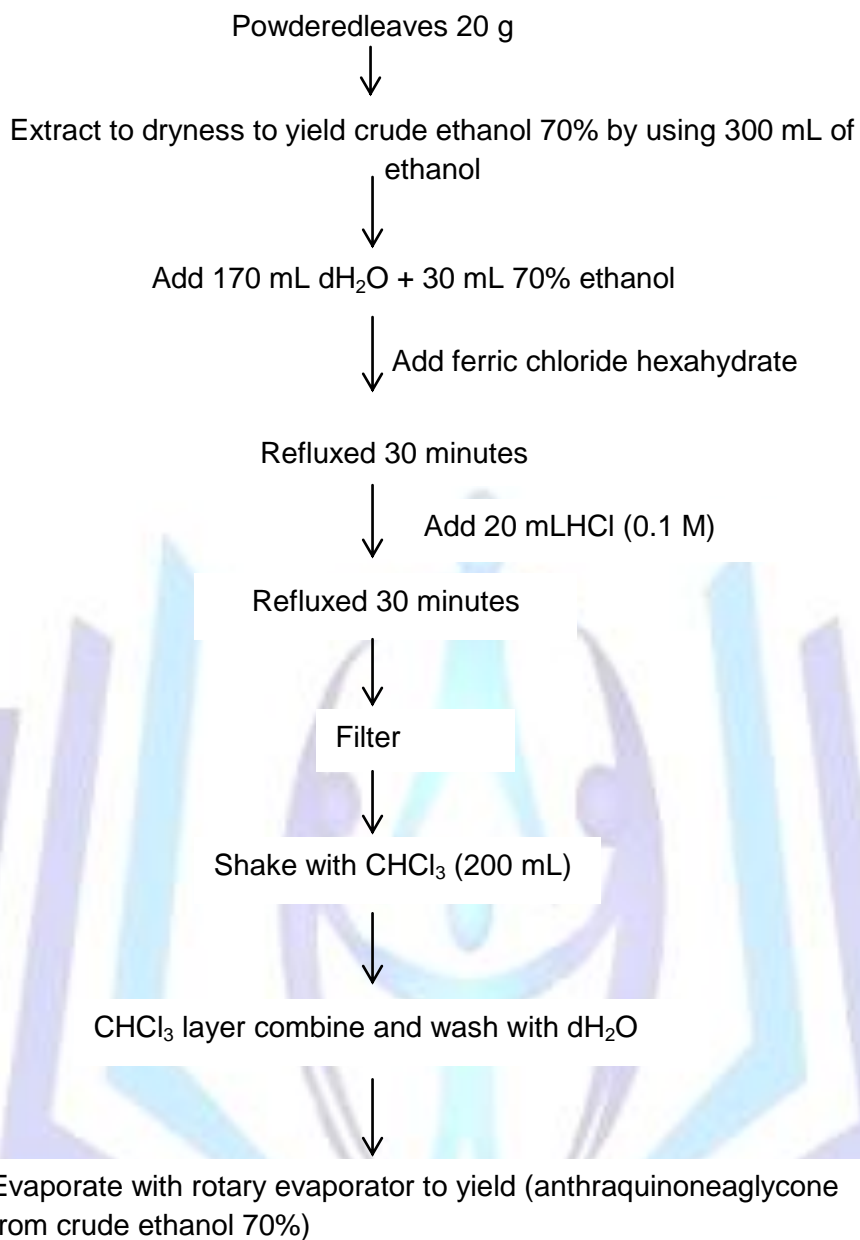 Powderedleaves 20 g
Extract to dryness to yield crude ethanol 70% by using 300 mL of
ethanol
Add 170 mL dH₂O + 30 mL 70% ethanol
Add ferric chloride hexahydrate
Refluxed 30 minutes
Add 20 mLHCl (0.1 M)
Refluxed 30 minutes
Filter
Shake with CHCl₃ (200 mL)
CHCl₃ layer combine and wash with dH₂O
Evaporate with rotary evaporator to yield (anthraquinoneaglycone
from crude ethanol 70%)